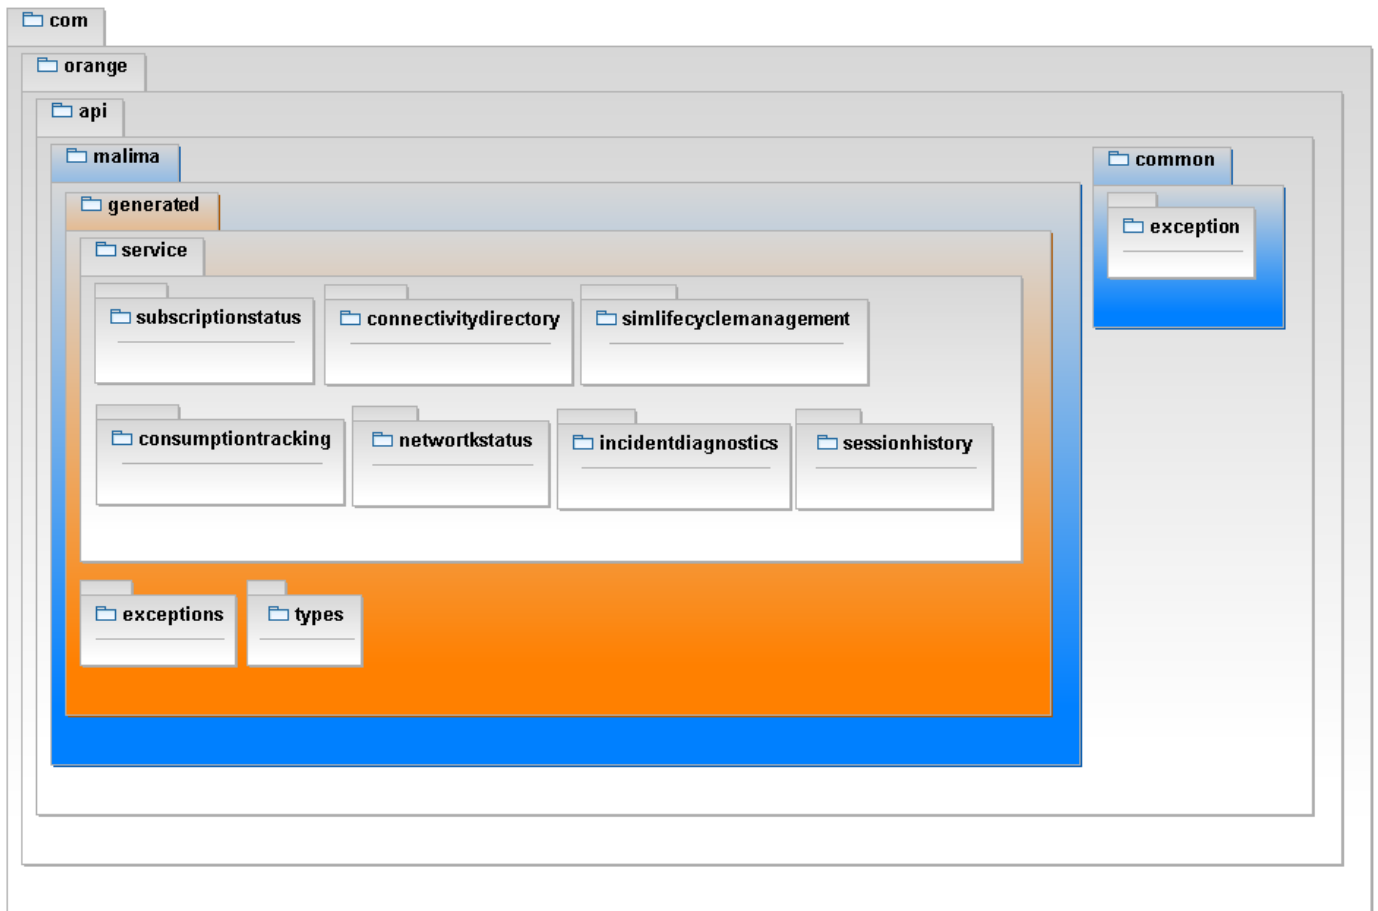 com
orange
api
malima
common
generated
exception
service
subscriptionstatus
connectivitydirectory
simlifecyclemanagement
consumptiontracking
networtkstatus
incidentdiagnostics
sessionhistory
exceptions
types